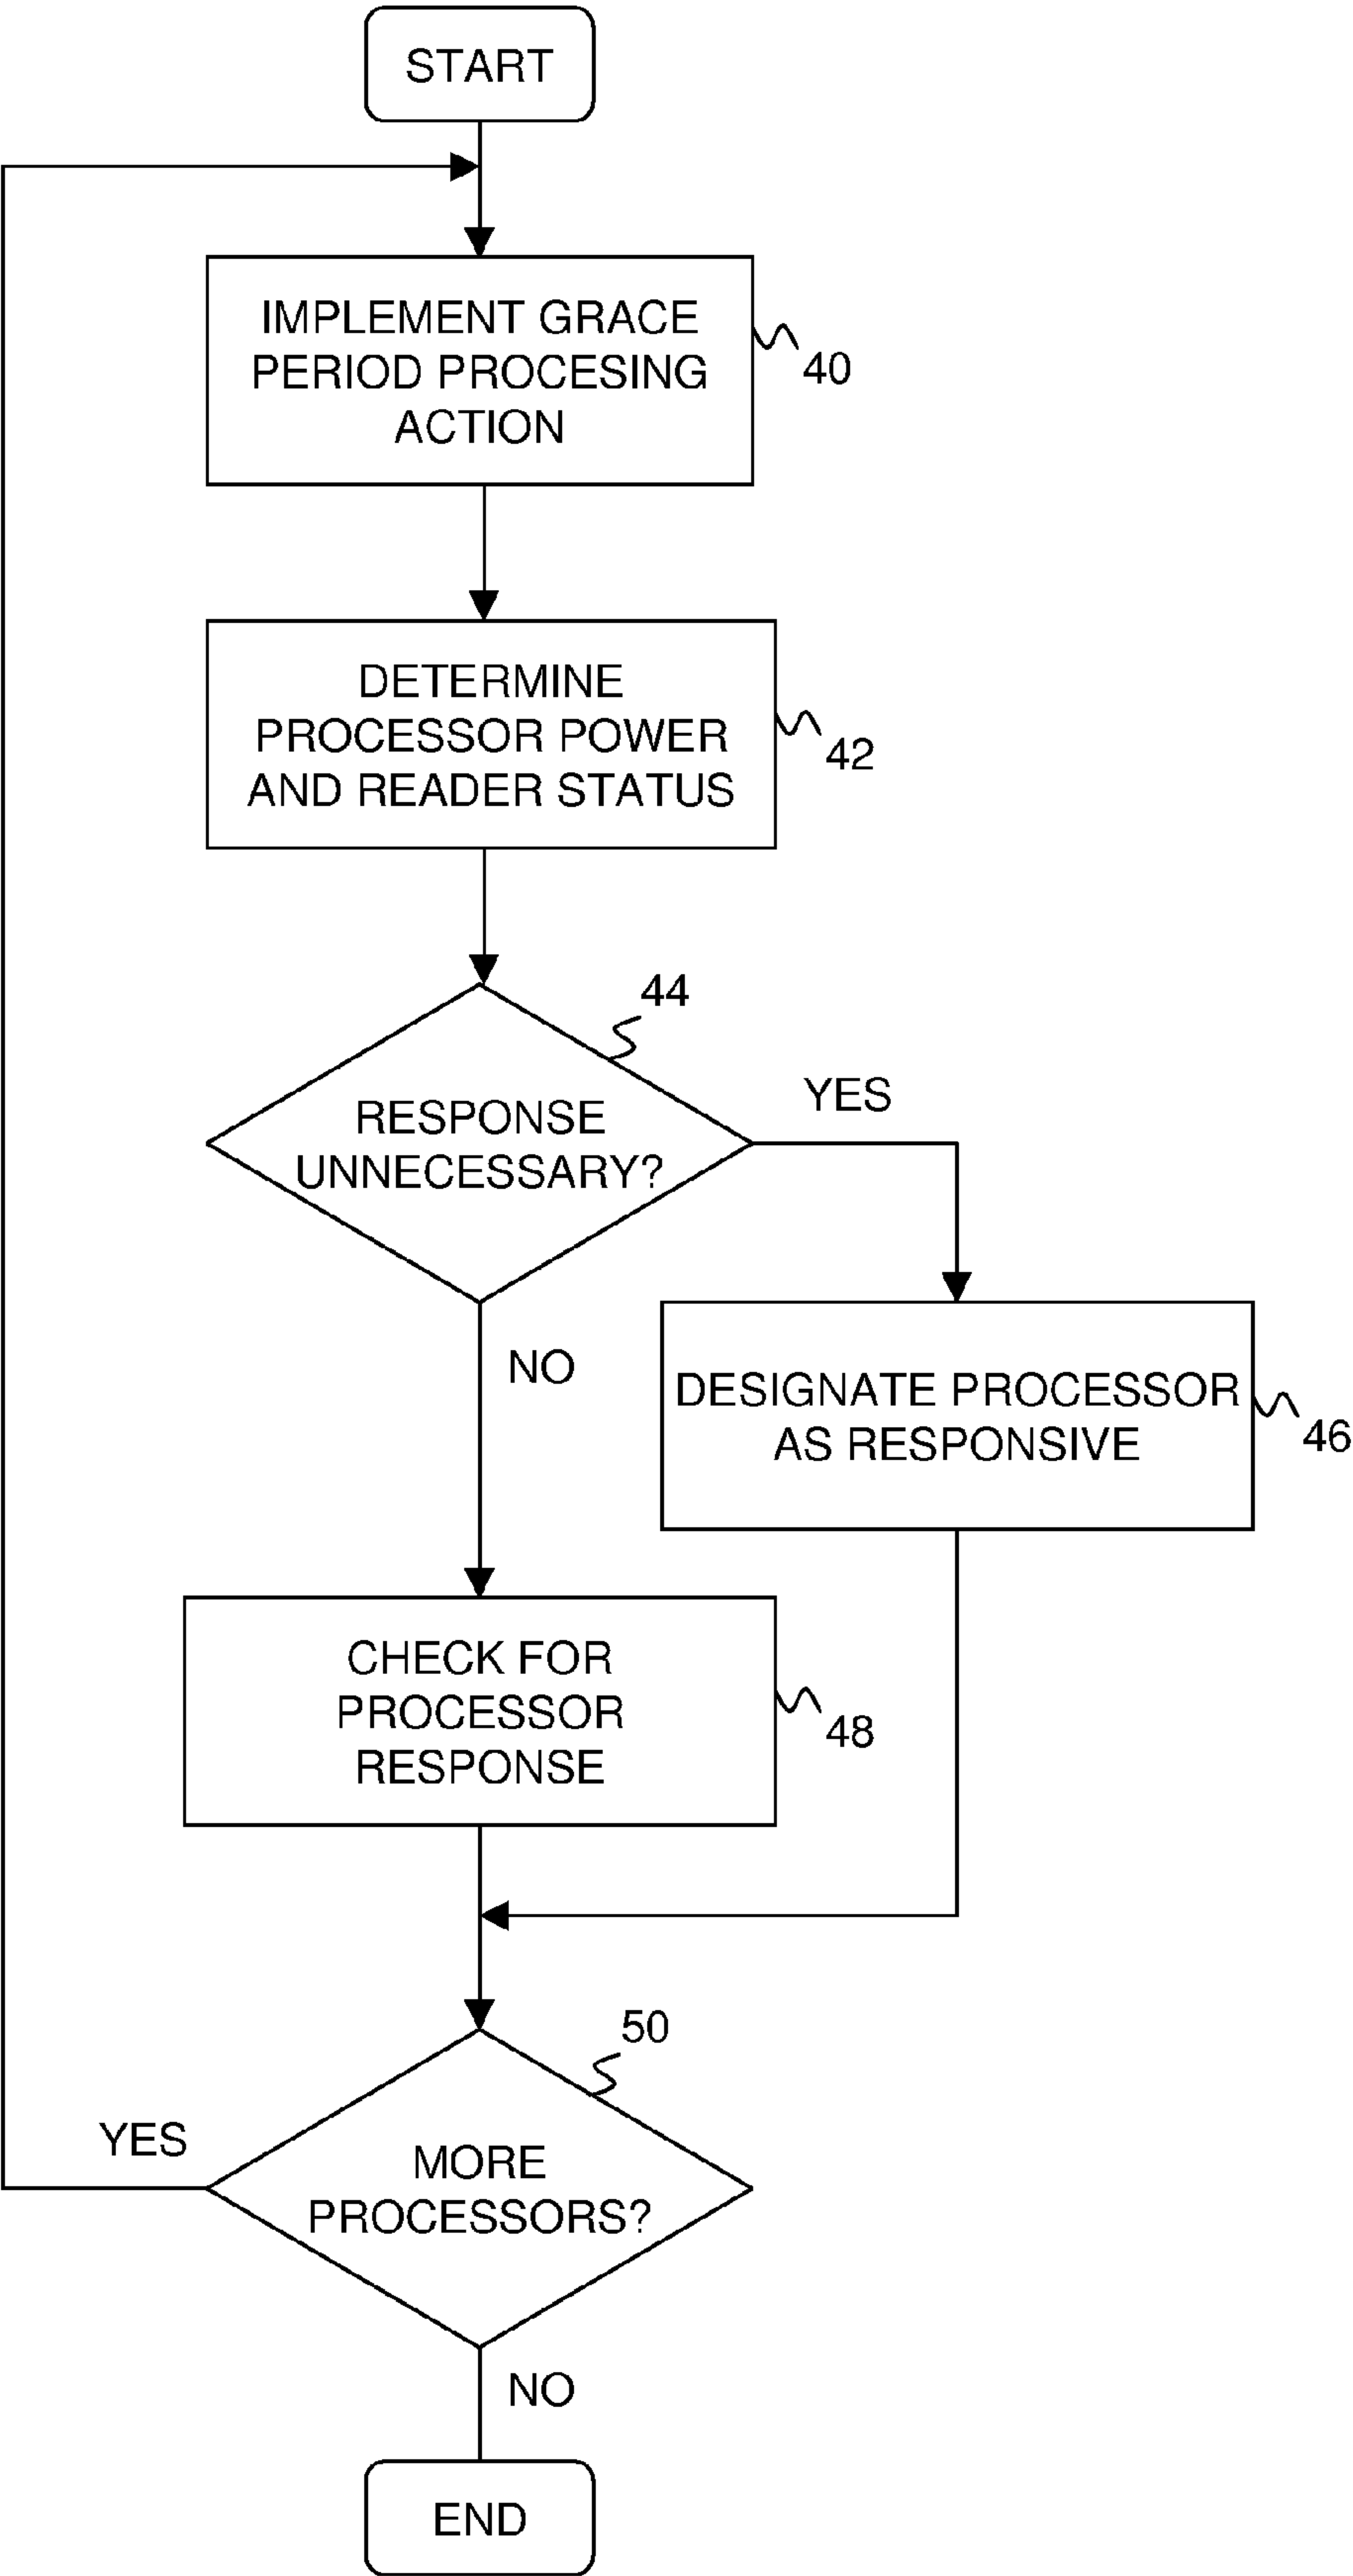 START
IMPLEMENT GRACE
PERIOD PROCESING
ACTION
40
DETERMINE
PROCESSOR POWER
AND READER STATUS
42
44
RESPONSE
UNNECESSARY?
YES
NO
DESIGNATE PROCESSOR
AS RESPONSIVE
46
CHECK FOR
PROCESSOR
RESPONSE
48
50
YES
MORE
PROCESSORS?
NO
END